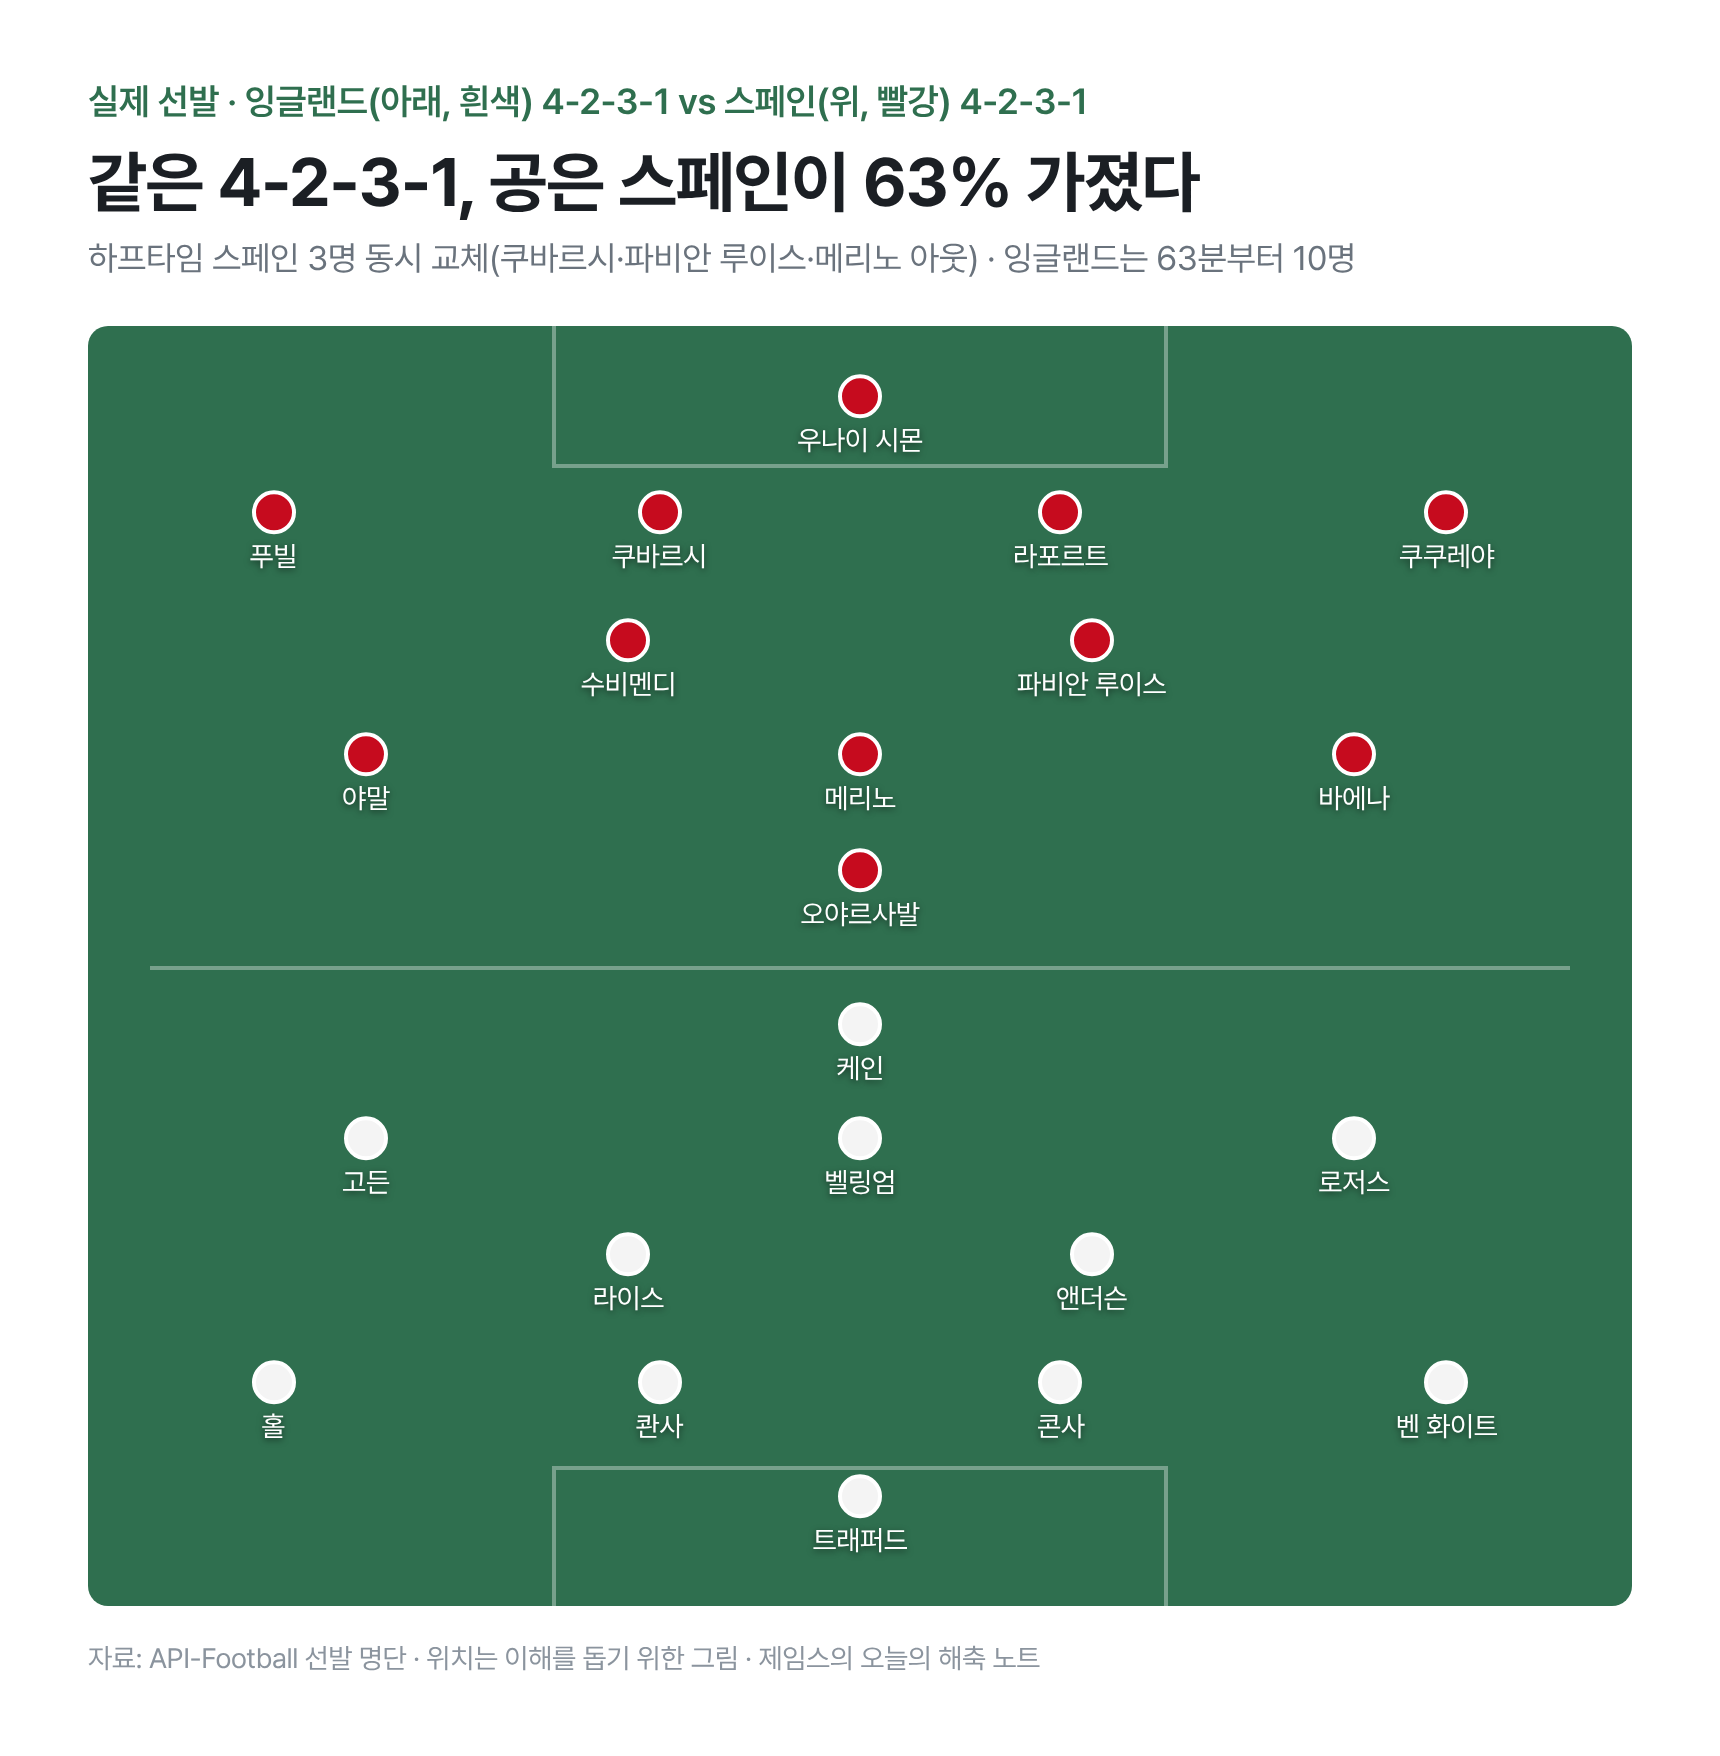 실제 선발 · 잉글랜드(아래, 흰색) 4-2-3-1 vs 스페인(위, 빨강) 4-2-3-1
같은 4-2-3-1, 공은 스페인이 63% 가졌다
하프타임 스페인 3명 동시 교체(쿠바르시·파비안 루이스·메리노 아웃) · 잉글랜드는 63분부터 10명
우나이 시몬
푸빌 쿠바르시 라포르트 쿠쿠레야
수비멘디 파비안 루이스
야말 메리노 바에나
오야르사발
케인
고든 벨링엄 로저스
라이스 앤더슨
홀 콴사 콘사 벤 화이트
트래퍼드
자료: API-Football 선발 명단 · 위치는 이해를 돕기 위한 그림 · 제임스의 오늘의 해축 노트